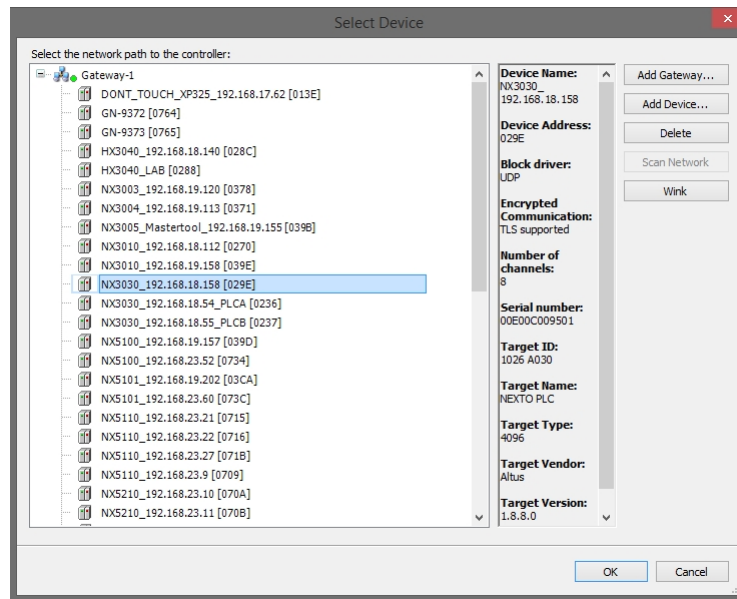 Select Device
Select the network path to the controller:
Gateway-1
DONT_TOUCH_XP325_192.168.17.62 [013E]
GN-9372 [0764]
GN-9373 [0765]
HX3040_192.168.18.140 [028C]
HX3040_LAB [0288]
NX3003_192.168.19.120 [0378]
NX3004_192.168.19.113 [0371]
NX3005_Mastertool_192.168.19.155 [039B]
NX3010_192.168.18.112 [0270]
NX3010_192.168.19.158 [039E]
NX3030_192.168.18.158 [029E]
NX3030_192.168.18.54_PLCA [0236]
NX3030_192.168.18.55_PLCB [0237]
NX5100_192.168.19.157 [039D]
NX5100_192.168.23.52 [0734]
NX5101_192.168.19.202 [03CA]
NX5101_192.168.23.60 [073C]
NX5110_192.168.23.21 [0715]
NX5110_192.168.23.22 [0716]
NX5110_192.168.23.27 [071B]
NX5110_192.168.23.9 [0709]
NX5210_192.168.23.10 [070A]
NX5210_192.168.23.11 [070B]
Device Name:
NX3030_
192.168.18.158
Device Address:
029E
Block driver:
UDP
Encrypted
Communication:
TLS supported
Number of
channels:
8
Serial number:
00E00C009501
Target ID:
1026 A030
Target Name:
NEXTO PLC
Target Type:
4096
Target Vendor:
Altus
Target Version:
1.8.8.0
Add Gateway...
Add Device...
Delete
Scan Network
Wink
OK
Cancel